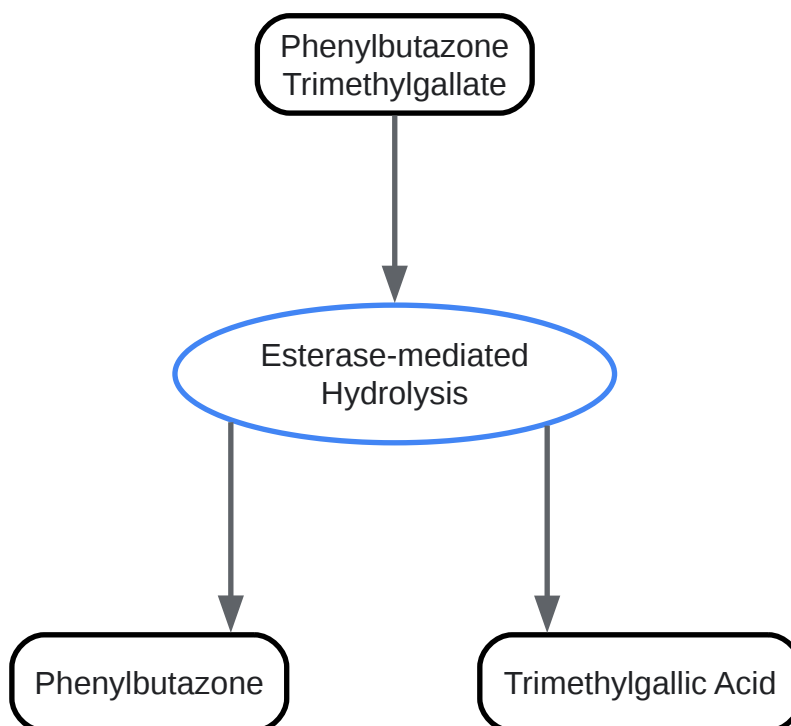 Phenylbutazone
Trimethylgallate
Esterase-mediated
Hydrolysis
Phenylbutazone
Trimethylgallic Acid